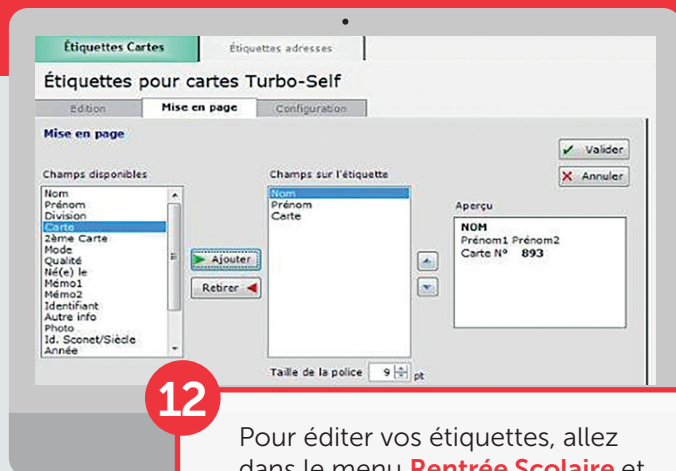 Étiquettes Cartes
Étiquettes adresses
Étiquettes pour cartes Turbo-Self
Edition
Mise en page
Configuration
Mise en page
Valider
Annuler
Champs disponibles
Nom
Prénom
Division
Carte
2ème Carte
Mode
Qualité
Né(e) le
Mémo1
Mémo2
Identifiant
Autre info
Photo
Id. Sconet/Siècle
Année
Ajouter
Retirer
Champs sur l'étiquette
Nom
Prénom
Carte
Taille de la police 9 pt
Aperçu
NOM
Prénom1 Prénom2
Carte N° 893
12
Pour éditer vos étiquettes, allez
dans le menu Rentrée Scolaire et